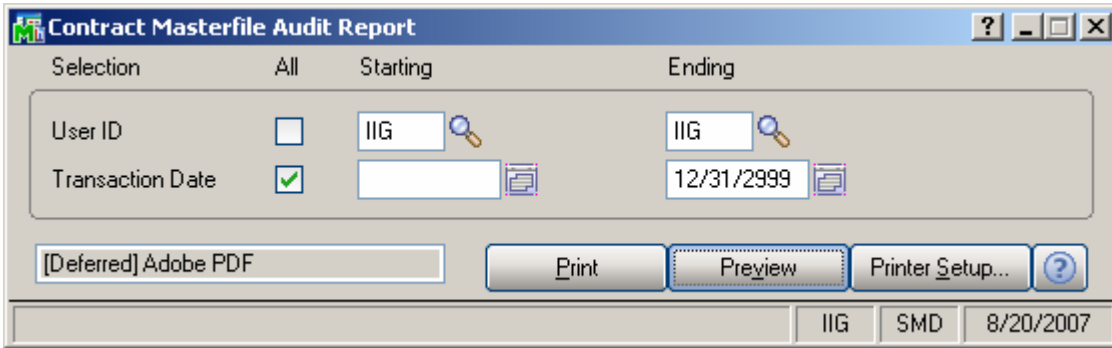 Contract Masterfile Audit Report
Selection All Starting Ending
User ID IIG IIG
Transaction Date 12/31/2999
[Deferred] Adobe PDF Print Preview Printer Setup... ?
IIG SMD 8/20/2007